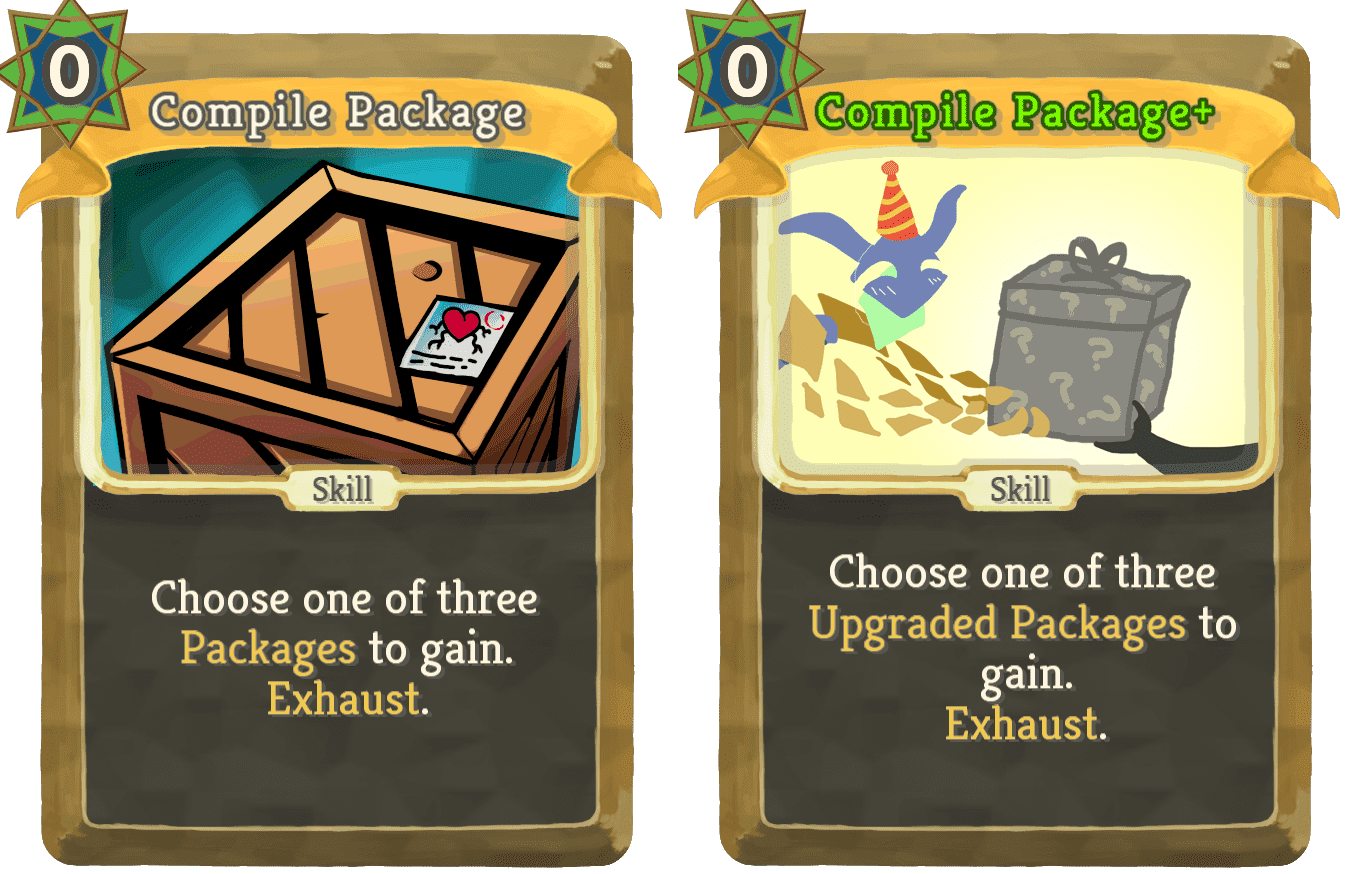 0
Compile Package
Skill
Choose one of three
Packages to gain.
Exhaust.
0
Compile Package+
? ? ? ? ? ? ?
Skill
Choose one of three
Upgraded Packages to
gain.
Exhaust.